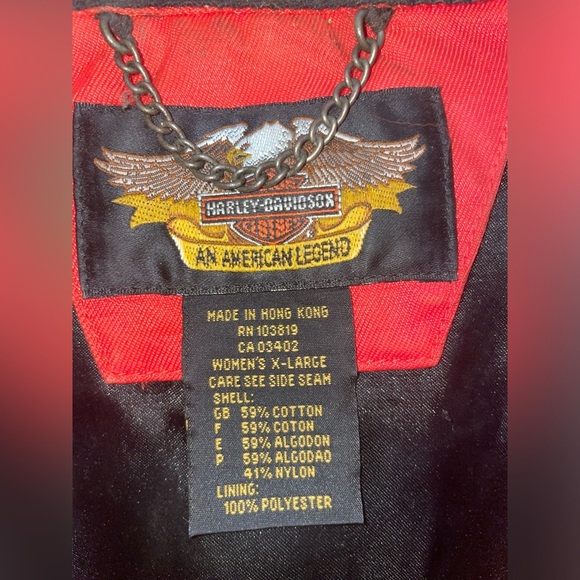 HARLEY-DAVIDSON
®
AN AMERICAN LEGEND
MADE IN HONG KONG
RN 103819
CA 03402
WOMEN'S X-LARGE
CARE SEE SIDE SEAM
SHELL:
GB 59% COTTON
F 59% COTON
E 59% ALGODON
P 59% ALGODAO
41% NYLON
LINING:
100% POLYESTER